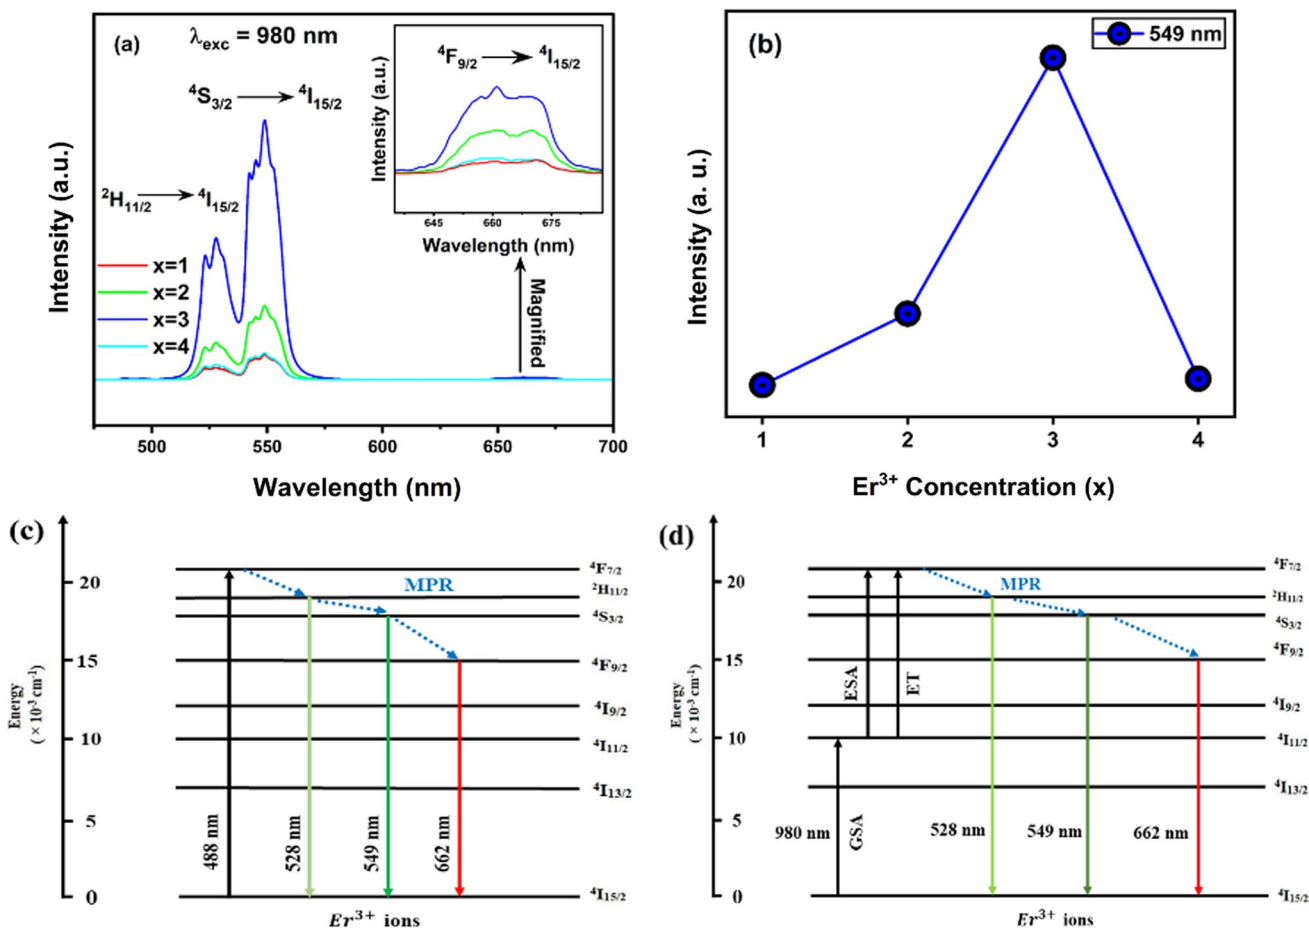 (a)
λexc = 980 nm
⁴S3/2 ⟶ ⁴I15/2
²H11/2 ⟶ ⁴I15/2
x=1
x=2
x=3
x=4
Intensity (a.u.)
500 550 600 650 700
Wavelength (nm)
⁴F9/2 ⟶ ⁴I15/2
Intensity (a.u.)
645 660 675
Wavelength (nm)
Magnified
(b)
549 nm
Intensity (a. u.)
1 2 3 4
Er³⁺ Concentration (x)
(c)
Energy
( × 10⁻³ cm⁻¹)
20
15
10
5
0
MPR
488 nm
528 nm
549 nm
662 nm
⁴F7/2
²H11/2
⁴S3/2
⁴F9/2
⁴I9/2
⁴I11/2
⁴I13/2
⁴I15/2
Er³⁺ ions
(d)
Energy
( × 10⁻³ cm⁻¹)
20
15
10
5
0
MPR
ESA
ET
980 nm
GSA
528 nm
549 nm
662 nm
⁴F7/2
²H11/2
⁴S3/2
⁴F9/2
⁴I9/2
⁴I11/2
⁴I13/2
⁴I15/2
Er³⁺ ions